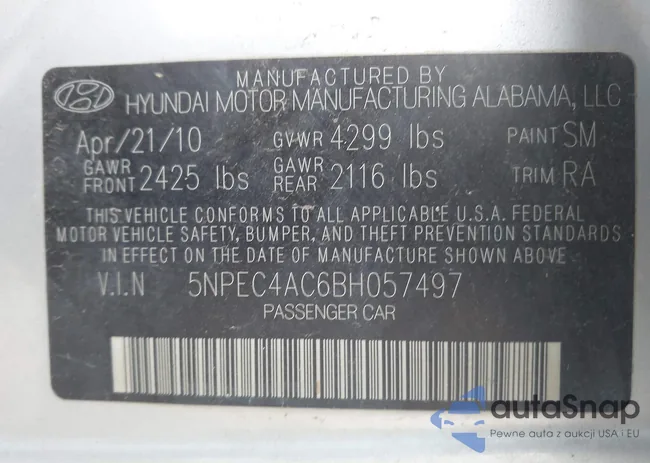 MANUFACTURED BY
HYUNDAI MOTOR MANUFACTURING ALABAMA, LLC
Apr/21/10 GVWR 4299 lbs PAINT SM
GAWR FRONT 2425 lbs GAWR REAR 2116 lbs TRIM RA
THIS VEHICLE CONFORMS TO ALL APPLICABLE U.S.A. FEDERAL
MOTOR VEHICLE SAFETY, BUMPER, AND THEFT PREVENTION STANDARDS
IN EFFECT ON THE DATE OF MANUFACTURE SHOWN ABOVE
V.I.N 5NPEC4AC6BH057497
PASSENGER CAR
autaSnap
Pewne auta z aukcji USA i EU